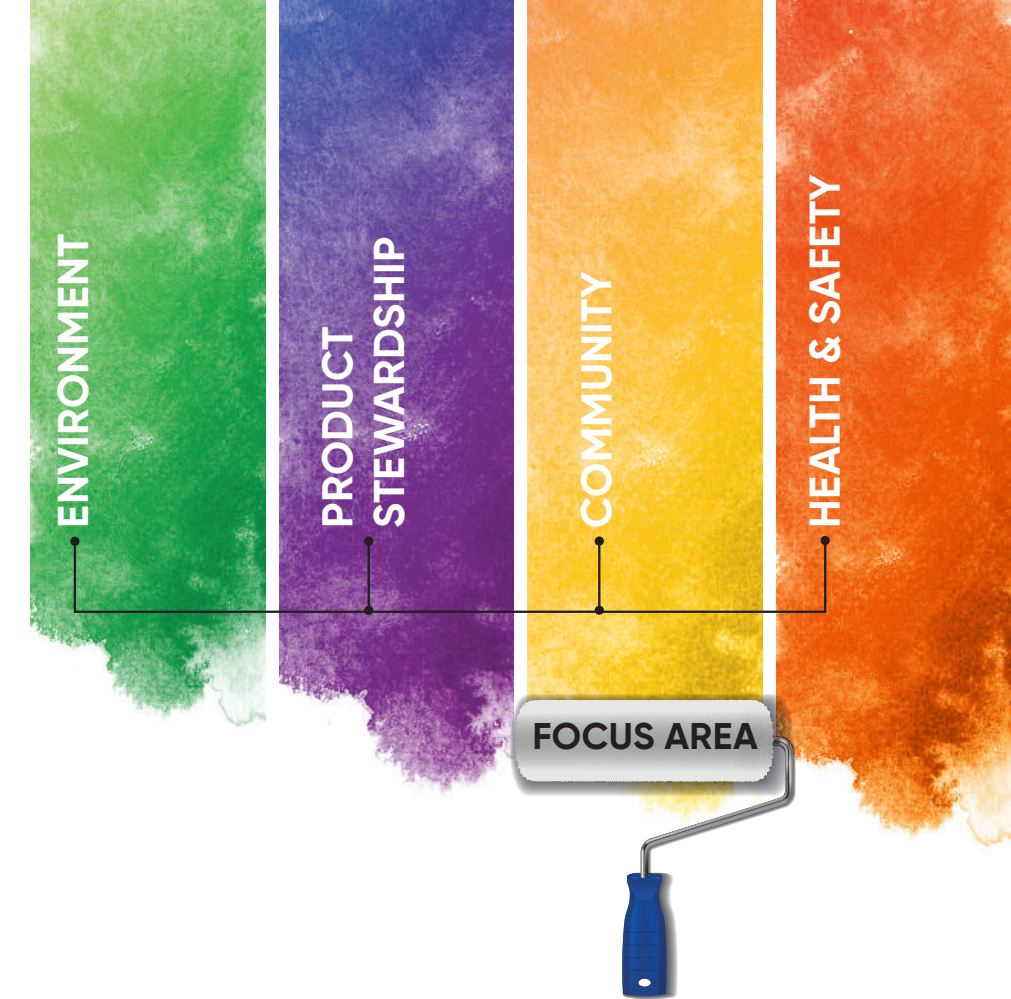 ENVIRONMENT
PRODUCT
STEWARDSHIP
COMMUNITY
HEALTH & SAFETY
FOCUS AREA